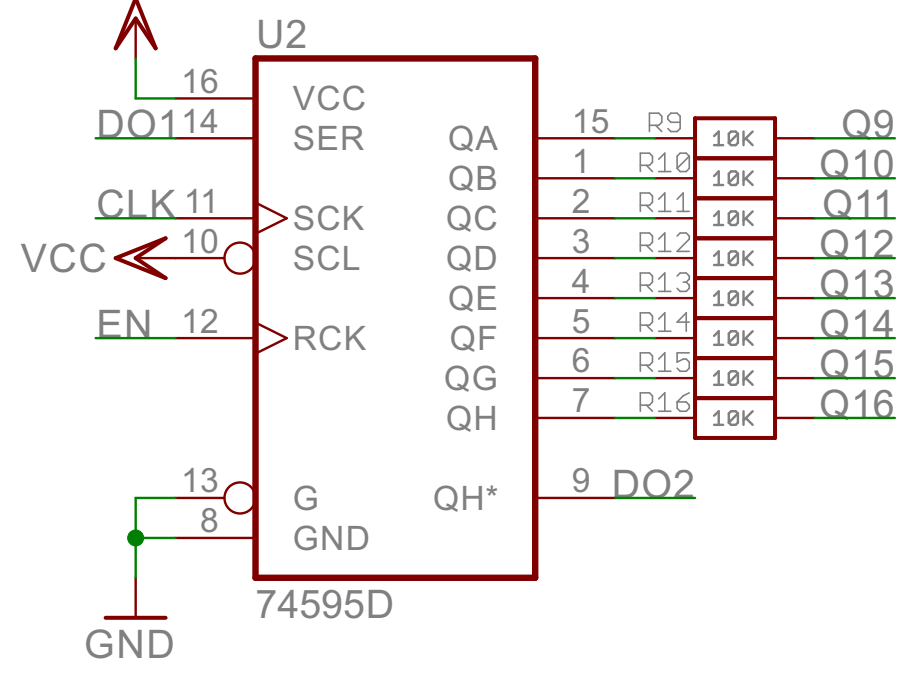 U2
16 VCC
DO1 14 SER QA 15 R9 10K Q9
QB 1 R10 10K Q10
CLK 11 SCK QC 2 R11 10K Q11
VCC 10 SCL QD 3 R12 10K Q12
QE 4 R13 10K Q13
EN 12 RCK QF 5 R14 10K Q14
QG 6 R15 10K Q15
QH 7 R16 10K Q16
13 G QH* 9 DO2
8 GND
74595D
GND